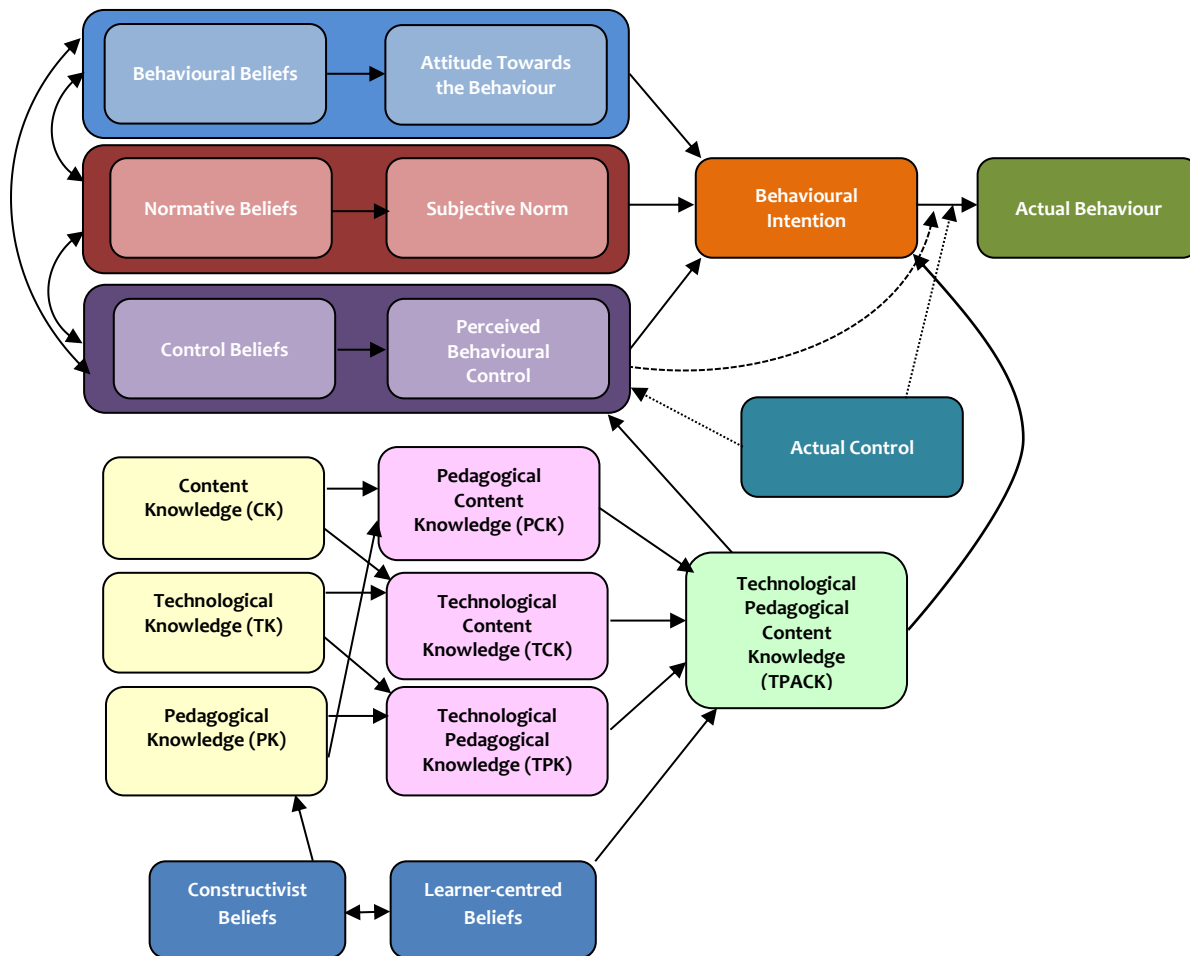 Behavioural Beliefs
Attitude Towards
the Behaviour
Normative Beliefs
Subjective Norm
Behavioural
Intention
Actual Behaviour
Control Beliefs
Perceived
Behavioural
Control
Actual Control
Content
Knowledge (CK)
Pedagogical
Content
Knowledge (PCK)
Technological
Knowledge (TK)
Technological
Content
Knowledge (TCK)
Technological
Pedagogical
Content
Knowledge
(TPACK)
Pedagogical
Knowledge (PK)
Technological
Pedagogical
Knowledge (TPK)
Constructivist
Beliefs
Learner-centred
Beliefs